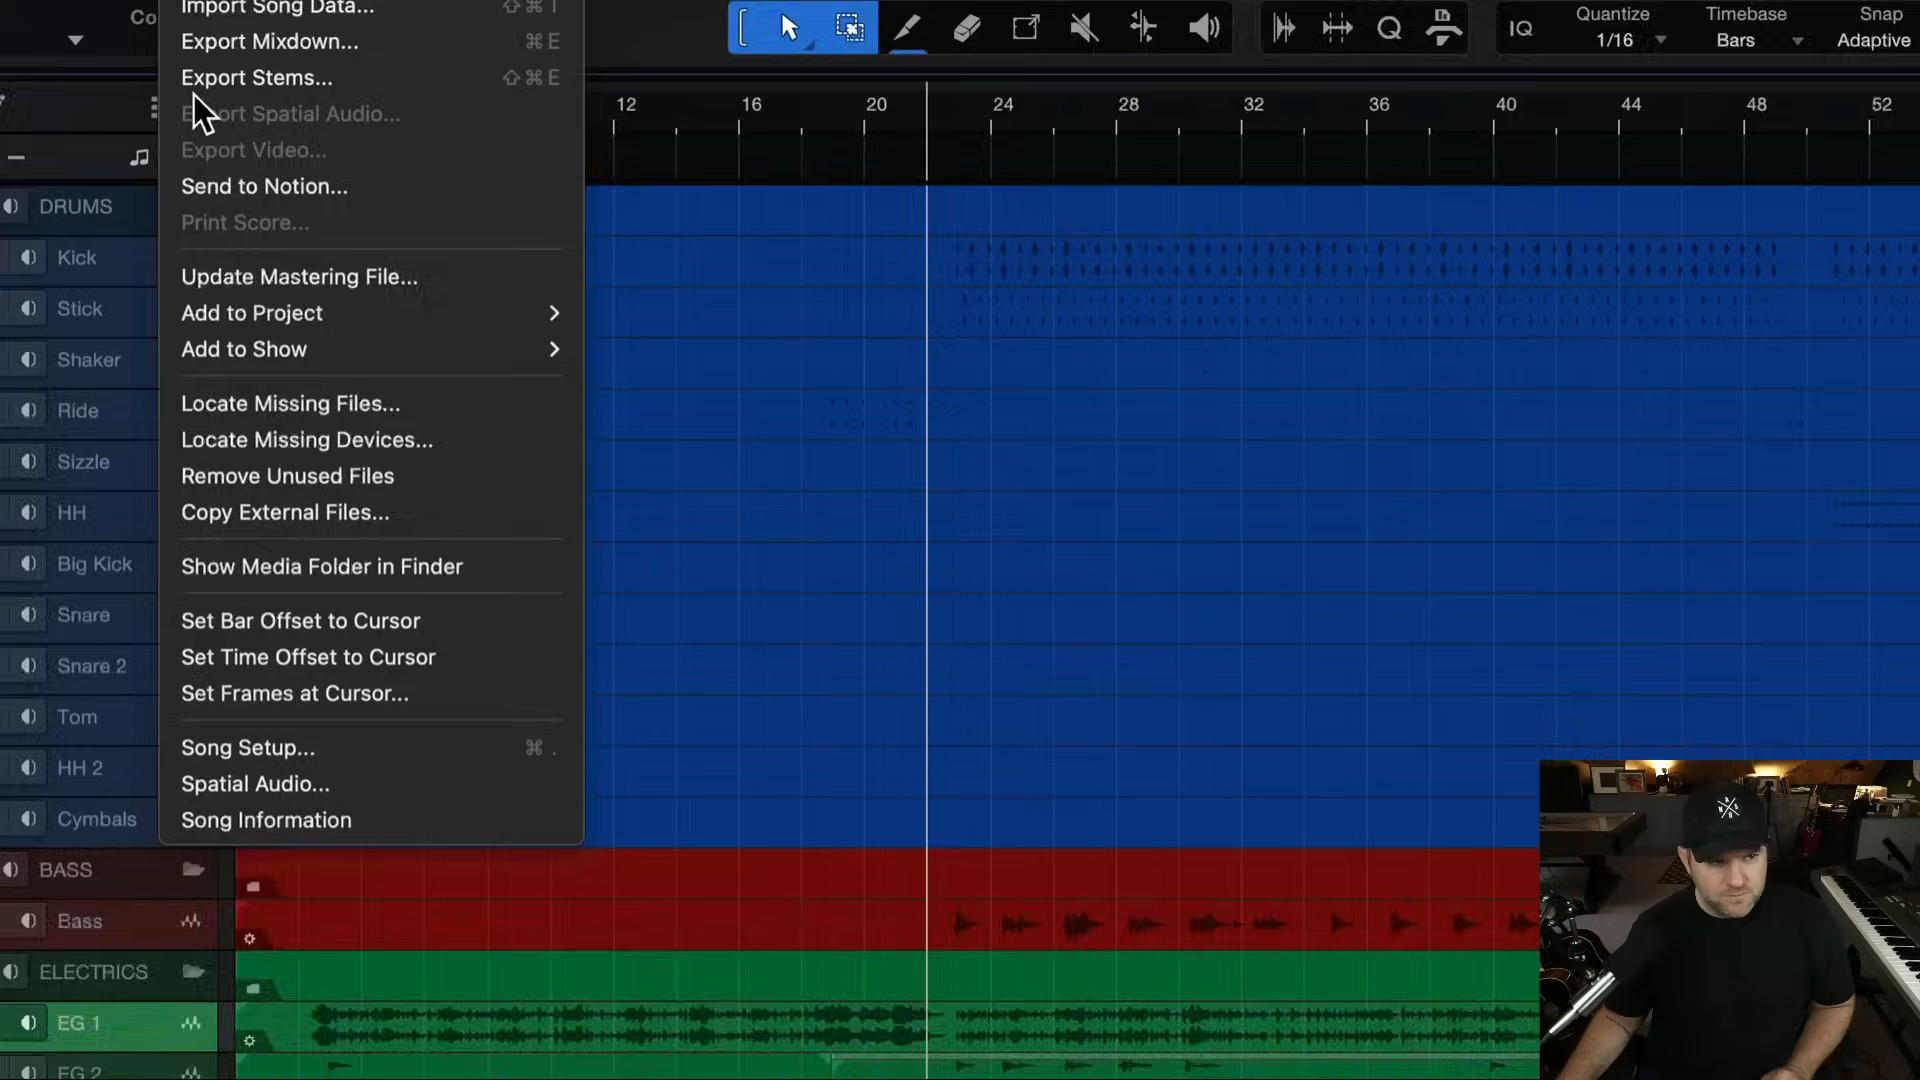 Co
Import Song Data... ⇧⌘I
Export Mixdown... ⌘E
Export Stems... ⇧⌘E
Export Spatial Audio...
Export Video...
Send to Notion...
Print Score...
Update Mastering File...
Add to Project
Add to Show
Locate Missing Files...
Locate Missing Devices...
Remove Unused Files
Copy External Files...
Show Media Folder in Finder
Set Bar Offset to Cursor
Set Time Offset to Cursor
Set Frames at Cursor...
Song Setup... ⌘ .
Spatial Audio...
Song Information
IQ
Quantize
1/16
Timebase
Bars
Snap
Adaptive
12 16 20 24 28 32 36 40 44 48 52
DRUMS
Kick
Stick
Shaker
Ride
Sizzle
HH
Big Kick
Snare
Snare 2
Tom
HH 2
Cymbals
BASS
Bass
ELECTRICS
EG 1
EG 2